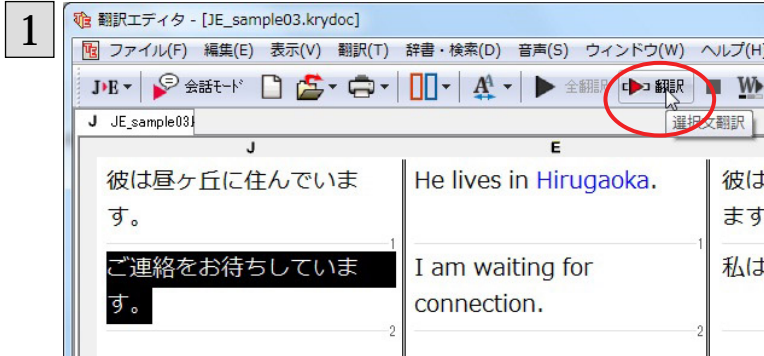 1
翻訳エディタ - [JE_sample03.krydoc]
ファイル(F) 編集(E) 表示(V) 翻訳(T) 辞書・検索(D) 音声(S) ウィンドウ(W) ヘルプ(H
J›E 会話モード 全翻訳 翻訳 W
J JE_sample03.k
選択文翻訳
J E
彼は昼ヶ丘に住んでいま He lives in Hirugaoka. 彼は
す。 ます
1 1
ご連絡をお待ちしていま I am waiting for 私は
す。 connection.
2 2